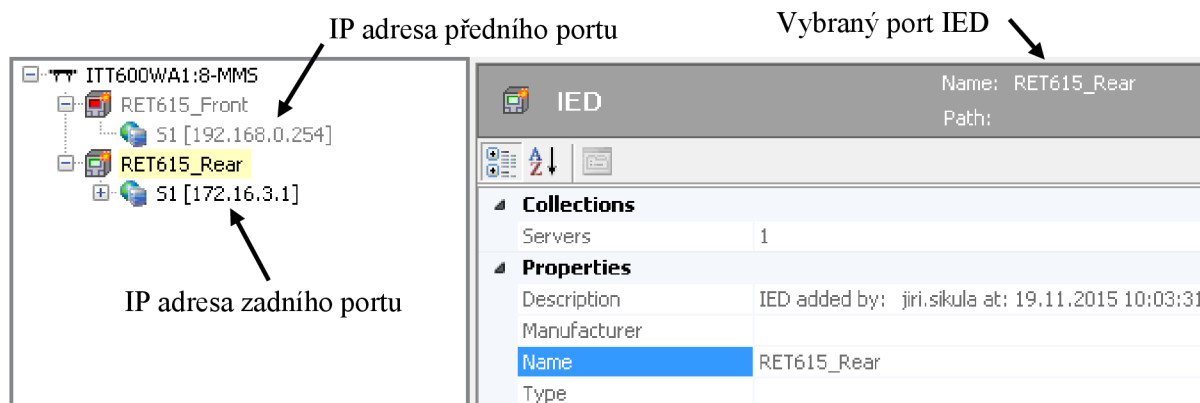 IP adresa předního portu
Vybraný port IED
ITT600WA1:8-MMS
RET615_Front
S1 [192.168.0.254]
RET615_Rear
S1 [172.16.3.1]
IP adresa zadního portu
IED
Name: RET615_Rear
Path:
Collections
Servers 1
Properties
Description IED added by: jiri.sikula at: 19.11.2015 10:03:31
Manufacturer
Name RET615_Rear
Type